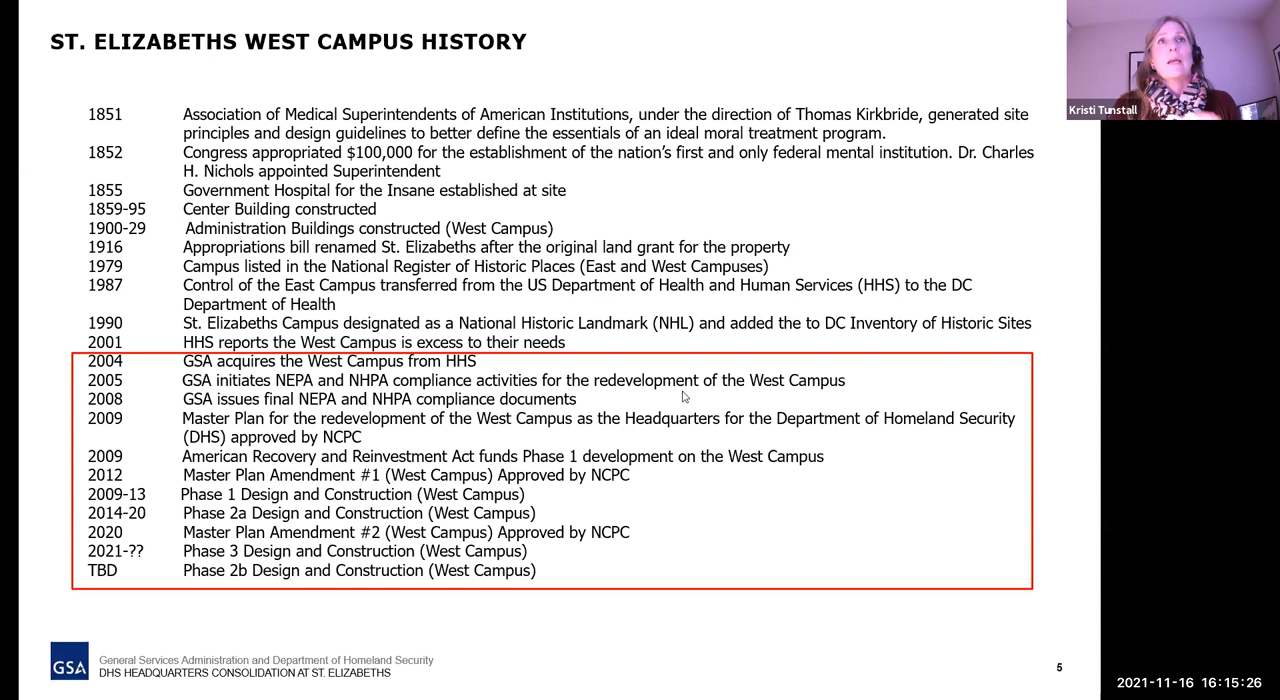 ST. ELIZABETHS WEST CAMPUS HISTORY
Kristi Tunstall
1851 Association of Medical Superintendents of American Institutions, under the direction of Thomas Kirkbride, generated site
principles and design guidelines to better define the essentials of an ideal moral treatment program.
1852 Congress appropriated $100,000 for the establishment of the nation's first and only federal mental institution. Dr. Charles
H. Nichols appointed Superintendent
1855 Government Hospital for the Insane established at site
1859-95 Center Building constructed
1900-29 Administration Buildings constructed (West Campus)
1916 Appropriations bill renamed St. Elizabeths after the original land grant for the property
1979 Campus listed in the National Register of Historic Places (East and West Campuses)
1987 Control of the East Campus transferred from the US Department of Health and Human Services (HHS) to the DC
Department of Health
1990 St. Elizabeths Campus designated as a National Historic Landmark (NHL) and added the to DC Inventory of Historic Sites
2001 HHS reports the West Campus is excess to their needs
2004 GSA acquires the West Campus from HHS
2005 GSA initiates NEPA and NHPA compliance activities for the redevelopment of the West Campus
2008 GSA issues final NEPA and NHPA compliance documents
2009 Master Plan for the redevelopment of the West Campus as the Headquarters for the Department of Homeland Security
(DHS) approved by NCPC
2009 American Recovery and Reinvestment Act funds Phase 1 development on the West Campus
2012 Master Plan Amendment #1 (West Campus) Approved by NCPC
2009-13 Phase 1 Design and Construction (West Campus)
2014-20 Phase 2a Design and Construction (West Campus)
2020 Master Plan Amendment #2 (West Campus) Approved by NCPC
2021-?? Phase 3 Design and Construction (West Campus)
TBD Phase 2b Design and Construction (West Campus)
GSA
General Services Administration and Department of Homeland Security
DHS HEADQUARTERS CONSOLIDATION AT ST. ELIZABETHS
5
2021-11-16 16:15:26